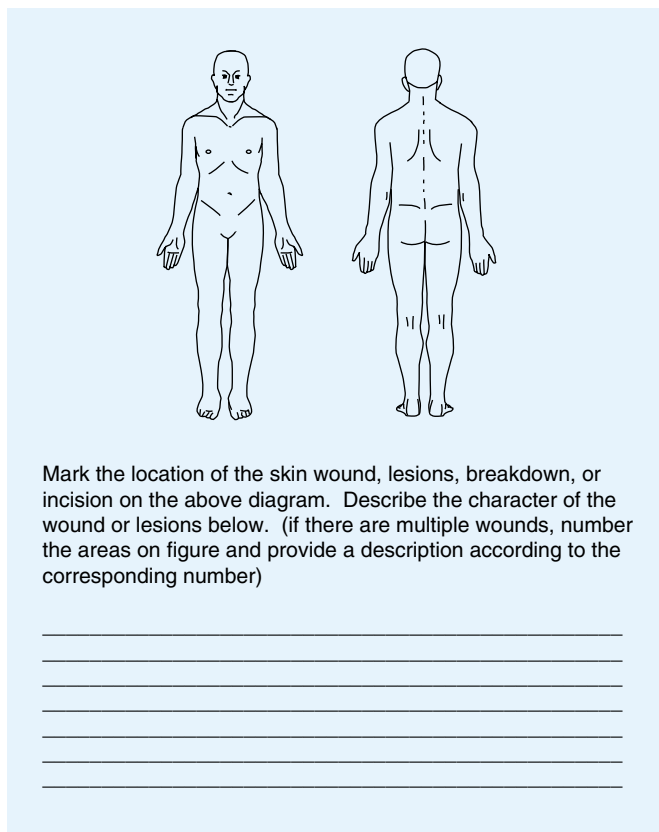 Mark the location of the skin wound, lesions, breakdown, or
incision on the above diagram.  Describe the character of the
wound or lesions below.  (if there are multiple wounds, number
the areas on figure and provide a description according to the
corresponding number)